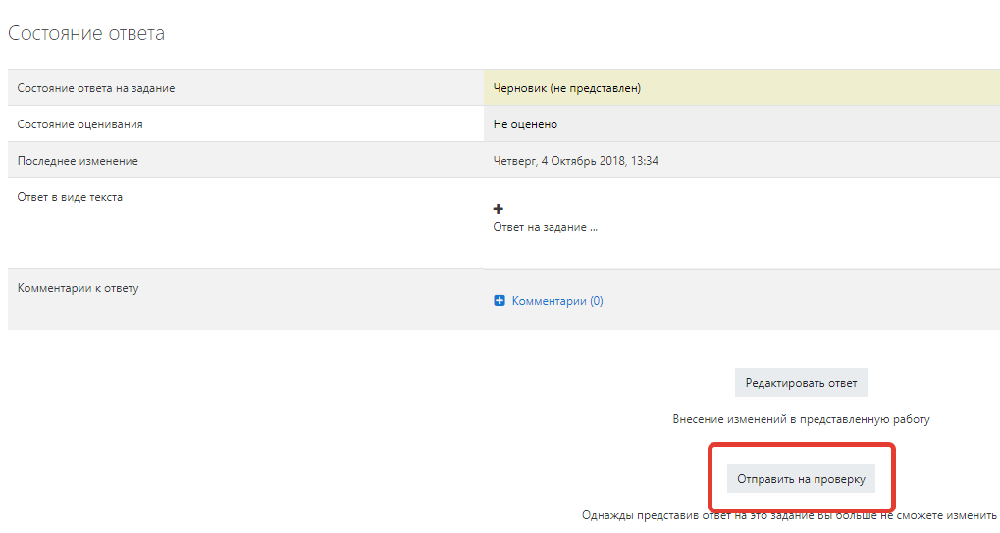 Состояние ответа
Состояние ответа на задание Черновик (не представлен)
Состояние оценивания Не оценено
Последнее изменение Четверг, 4 Октябрь 2018, 13:34
Ответ в виде текста
Ответ на задание ...
Комментарии к ответу
Комментарии (0)
Редактировать ответ
Внесение изменений в представленную работу
Отправить на проверку
Однажды представив ответ на это задание Вы больше не сможете изменить